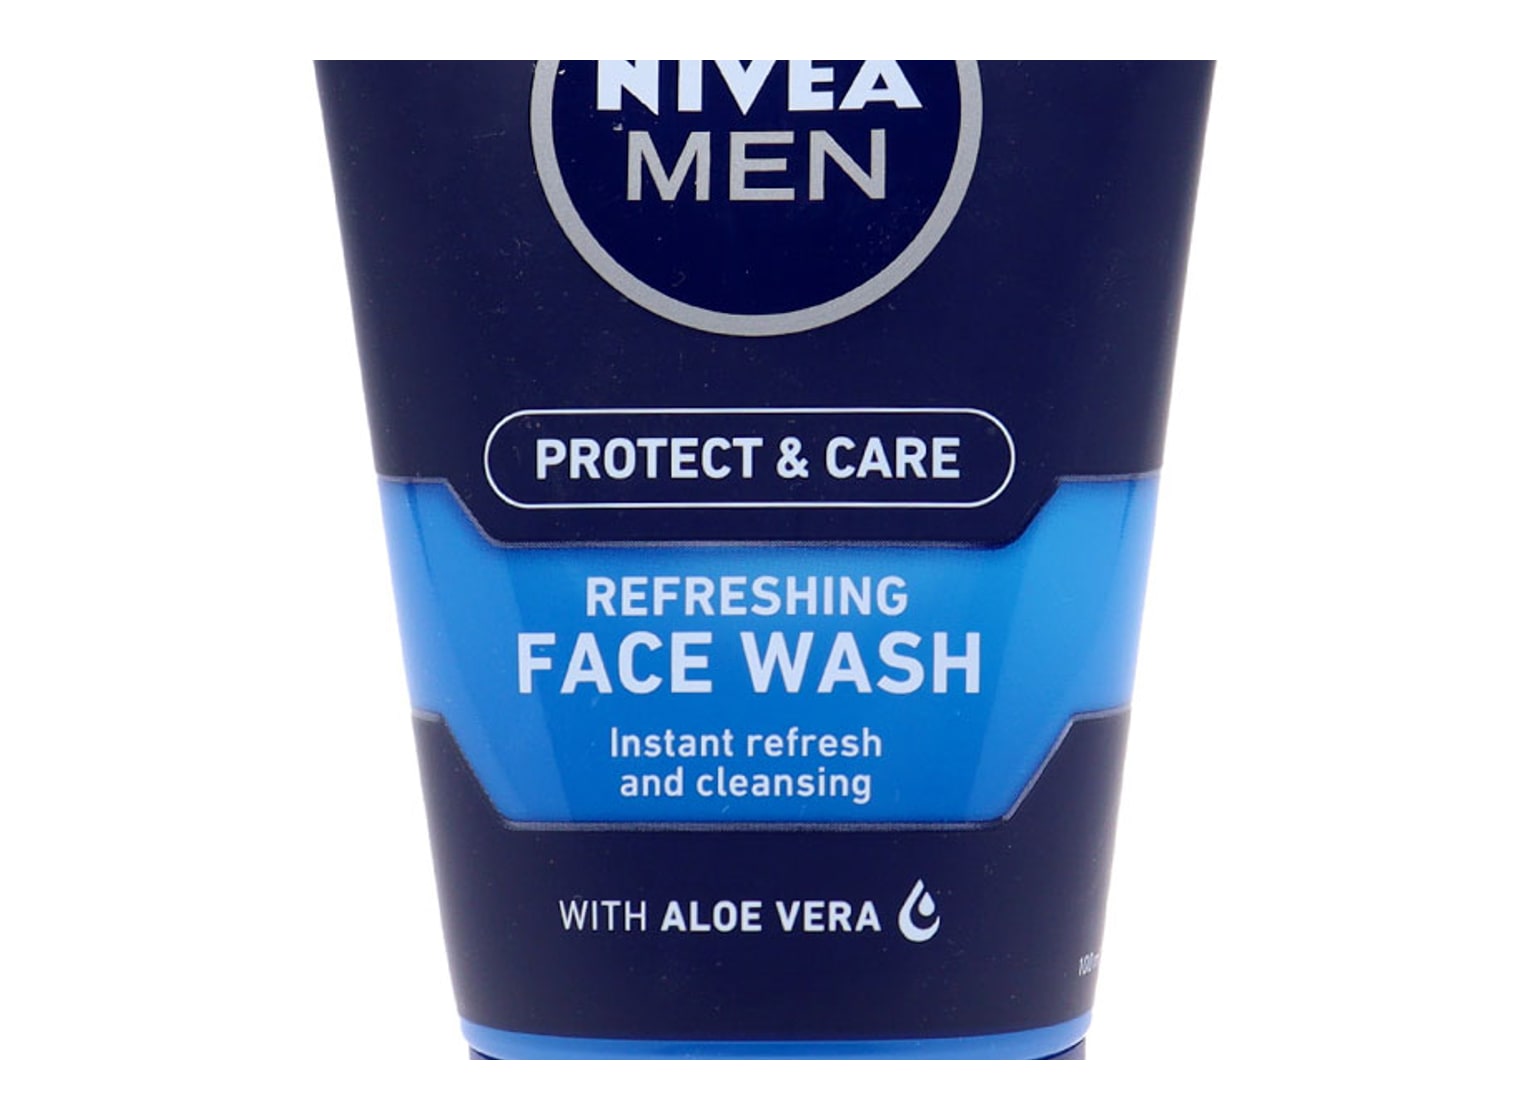 NIVEA
MEN
PROTECT & CARE
REFRESHING
FACE WASH
Instant refresh
and cleansing
WITH ALOE VERA